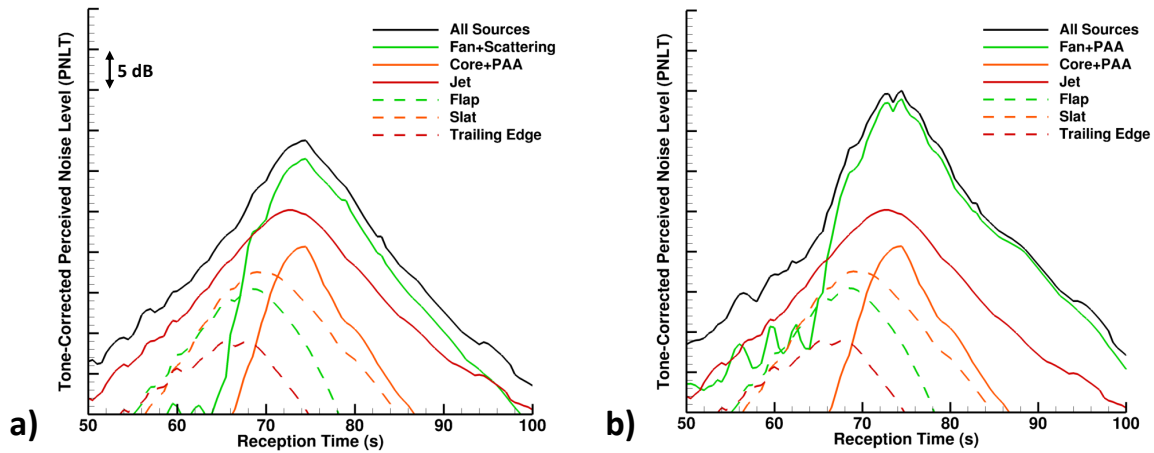 Tone-Corrected Perceived Noise Level (PNLT)
5 dB
All Sources
Fan+Scattering
Core+PAA
Jet
Flap
Slat
Trailing Edge
50 60 70 80 90 100
Reception Time (s)
a)
Tone-Corrected Perceived Noise Level (PNLT)
All Sources
Fan+PAA
Core+PAA
Jet
Flap
Slat
Trailing Edge
50 60 70 80 90 100
Reception Time (s)
b)